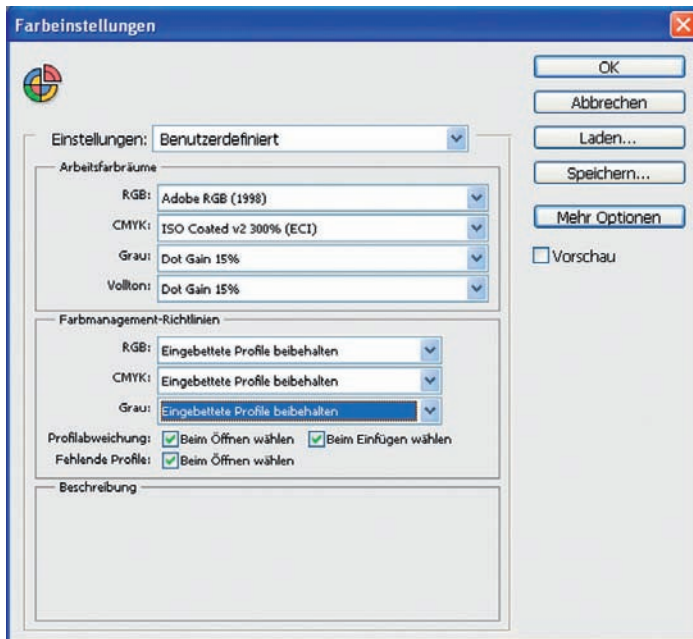 Farbeinstellungen
OK
Abbrechen
Einstellungen: Benutzerdefiniert
Laden...
Speichern...
Mehr Optionen
Vorschau
Arbeitsfarbräume
RGB: Adobe RGB (1998)
CMYK: ISO Coated v2 300% (ECI)
Grau: Dot Gain 15%
Vollton: Dot Gain 15%
Farbmanagement-Richtlinien
RGB: Eingebettete Profile beibehalten
CMYK: Eingebettete Profile beibehalten
Grau: Eingebettete Profile beibehalten
Profilabweichung: Beim Öffnen wählen Beim Einfügen wählen
Fehlende Profile: Beim Öffnen wählen
Beschreibung